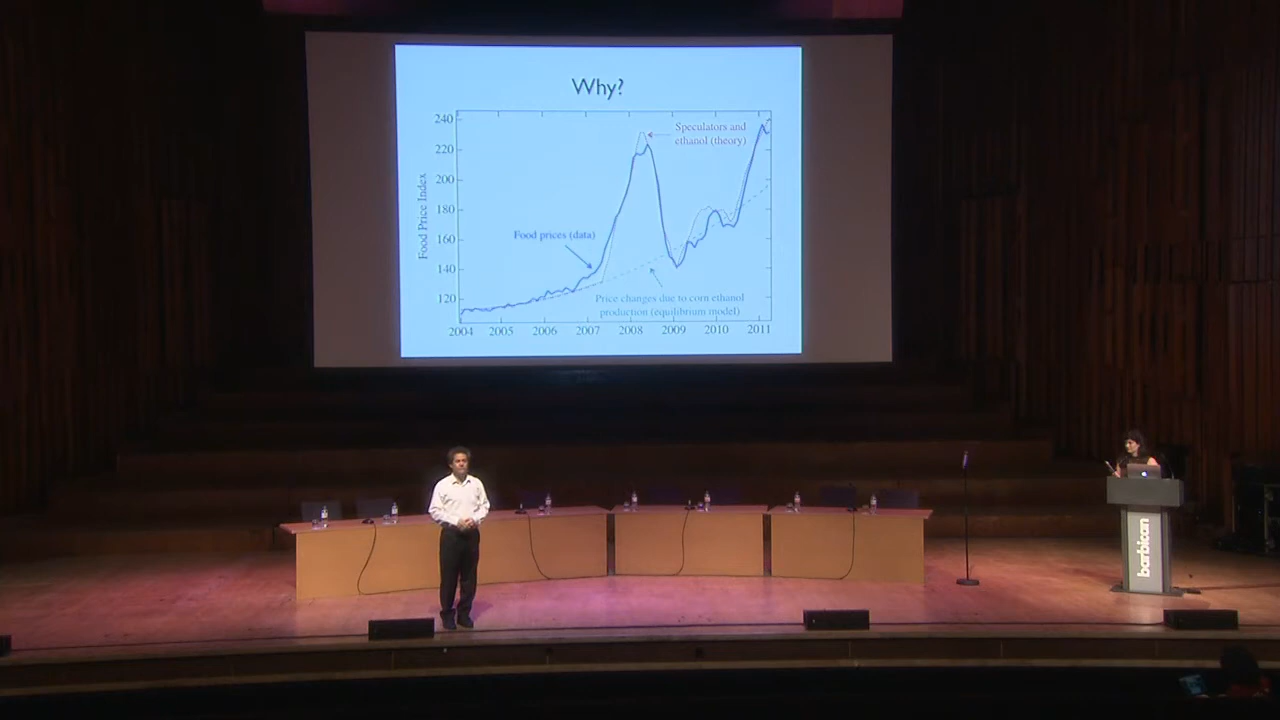 Why?
240
220
200
180
160
140
120
Food Price Index
Speculators and
ethanol (theory)
Food prices (data)
Price changes due to corn ethanol
production (equilibrium model)
2004 2005 2006 2007 2008 2009 2010 2011
barbican